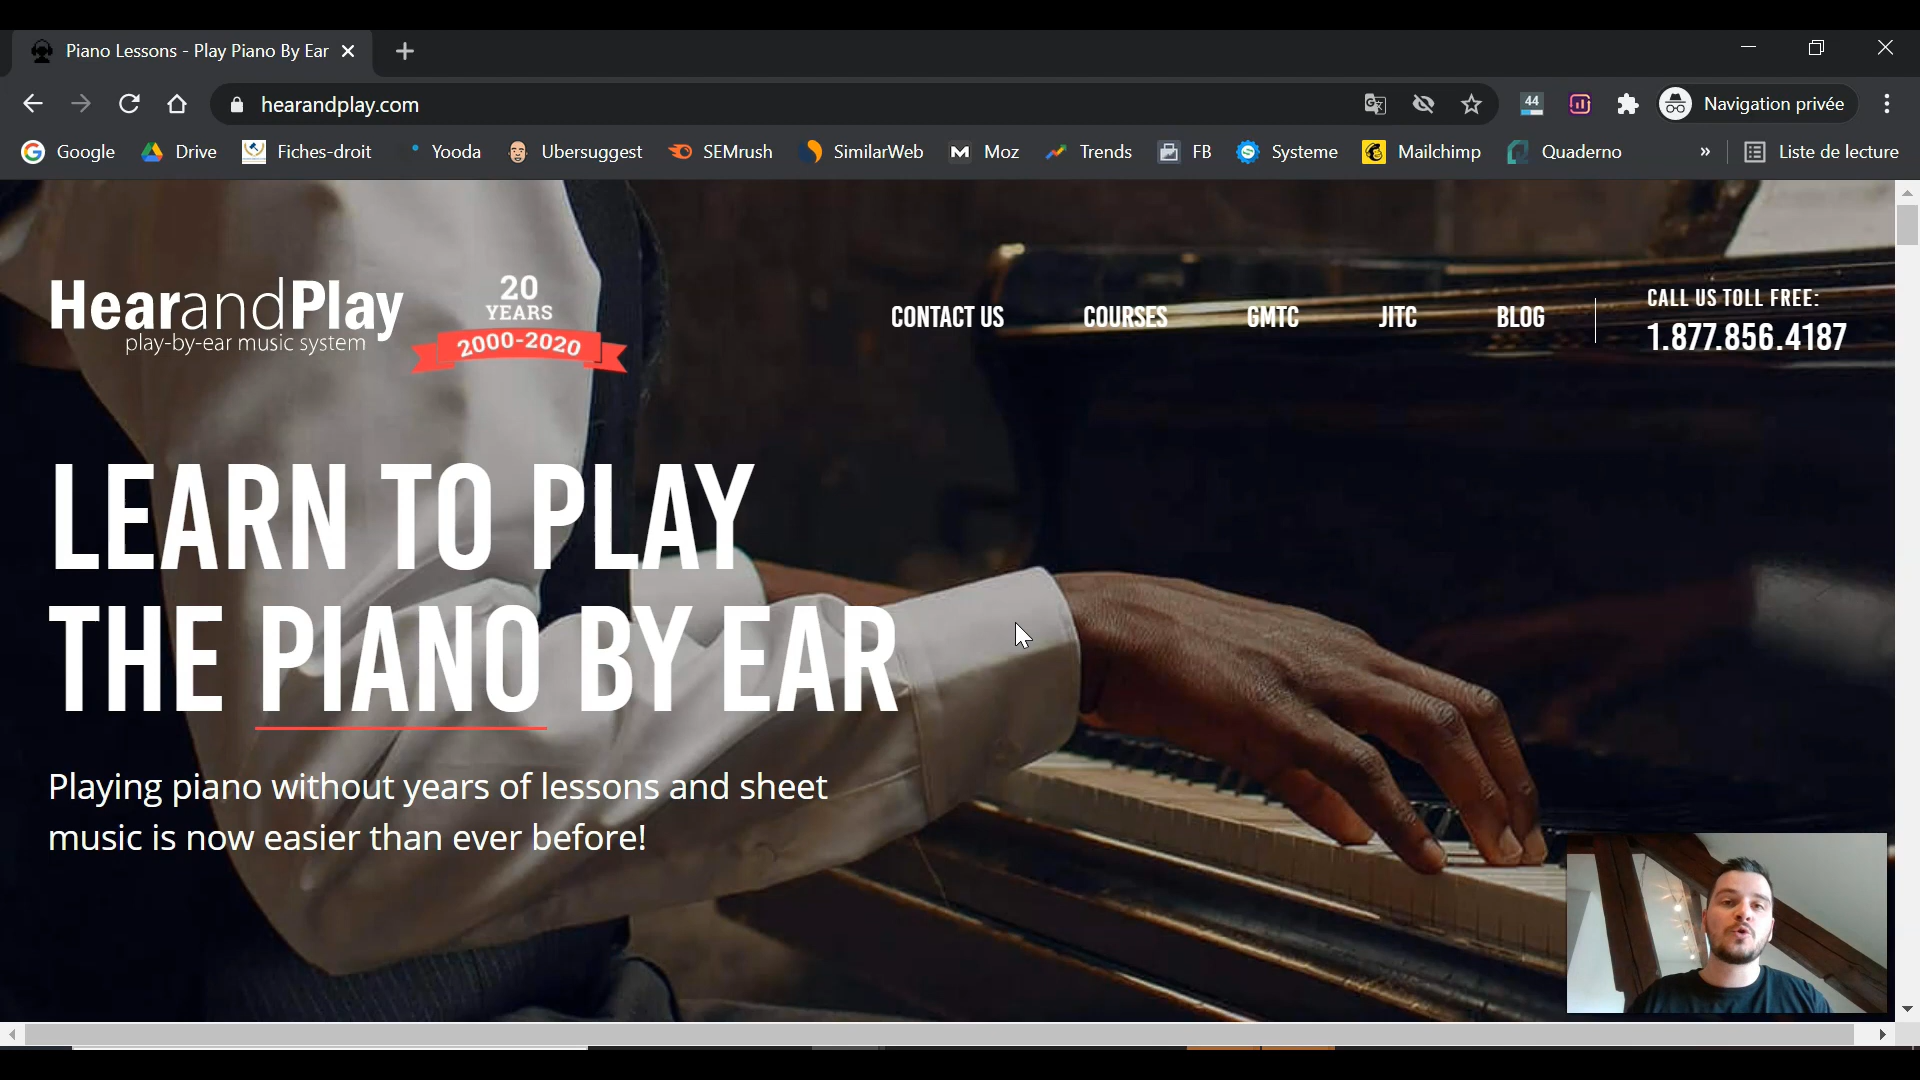 Piano Lessons - Play Piano By Ear
hearandplay.com
44
Navigation privée
Google
Drive
Fiches-droit
Yooda
Ubersuggest
SEMrush
SimilarWeb
Moz
Trends
FB
Systeme
Mailchimp
Quaderno
»
Liste de lecture
HearandPlay
play-by-ear music system
20
YEARS
2000-2020
CONTACT US
COURSES
GMTC
JITC
BLOG
CALL US TOLL FREE:
1.877.856.4187
LEARN TO PLAY
THE PIANO BY EAR
Playing piano without years of lessons and sheet
music is now easier than ever before!